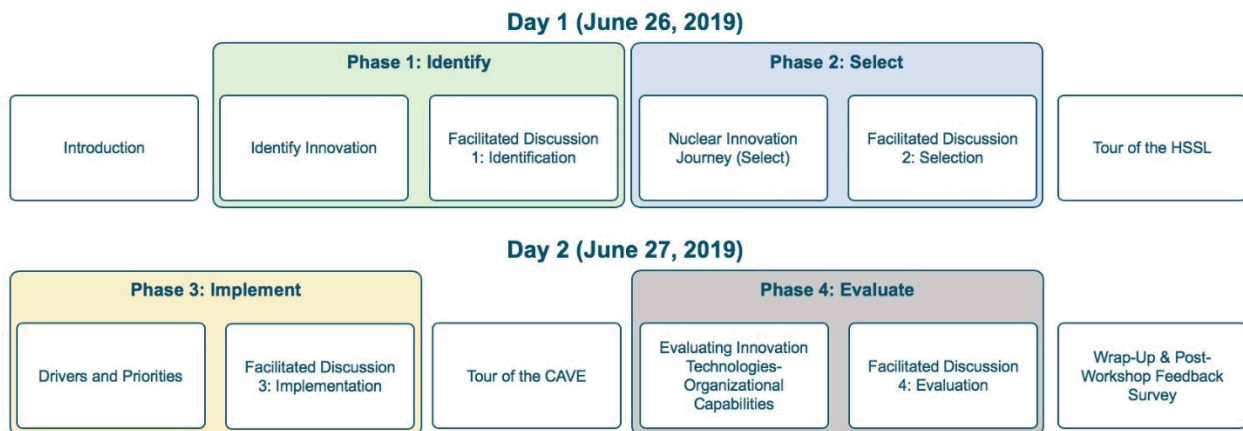 Day 1 (June 26, 2019)
Phase 1: Identify
Phase 2: Select
Introduction
Identify Innovation
Facilitated Discussion
1: Identification
Nuclear Innovation
Journey (Select)
Facilitated Discussion
2: Selection
Tour of the HSSL
Day 2 (June 27, 2019)
Phase 3: Implement
Phase 4: Evaluate
Drivers and Priorities
Facilitated Discussion
3: Implementation
Tour of the CAVE
Evaluating Innovation
Technologies-
Organizational
Capabilities
Facilitated Discussion
4: Evaluation
Wrap-Up & Post-
Workshop Feedback
Survey